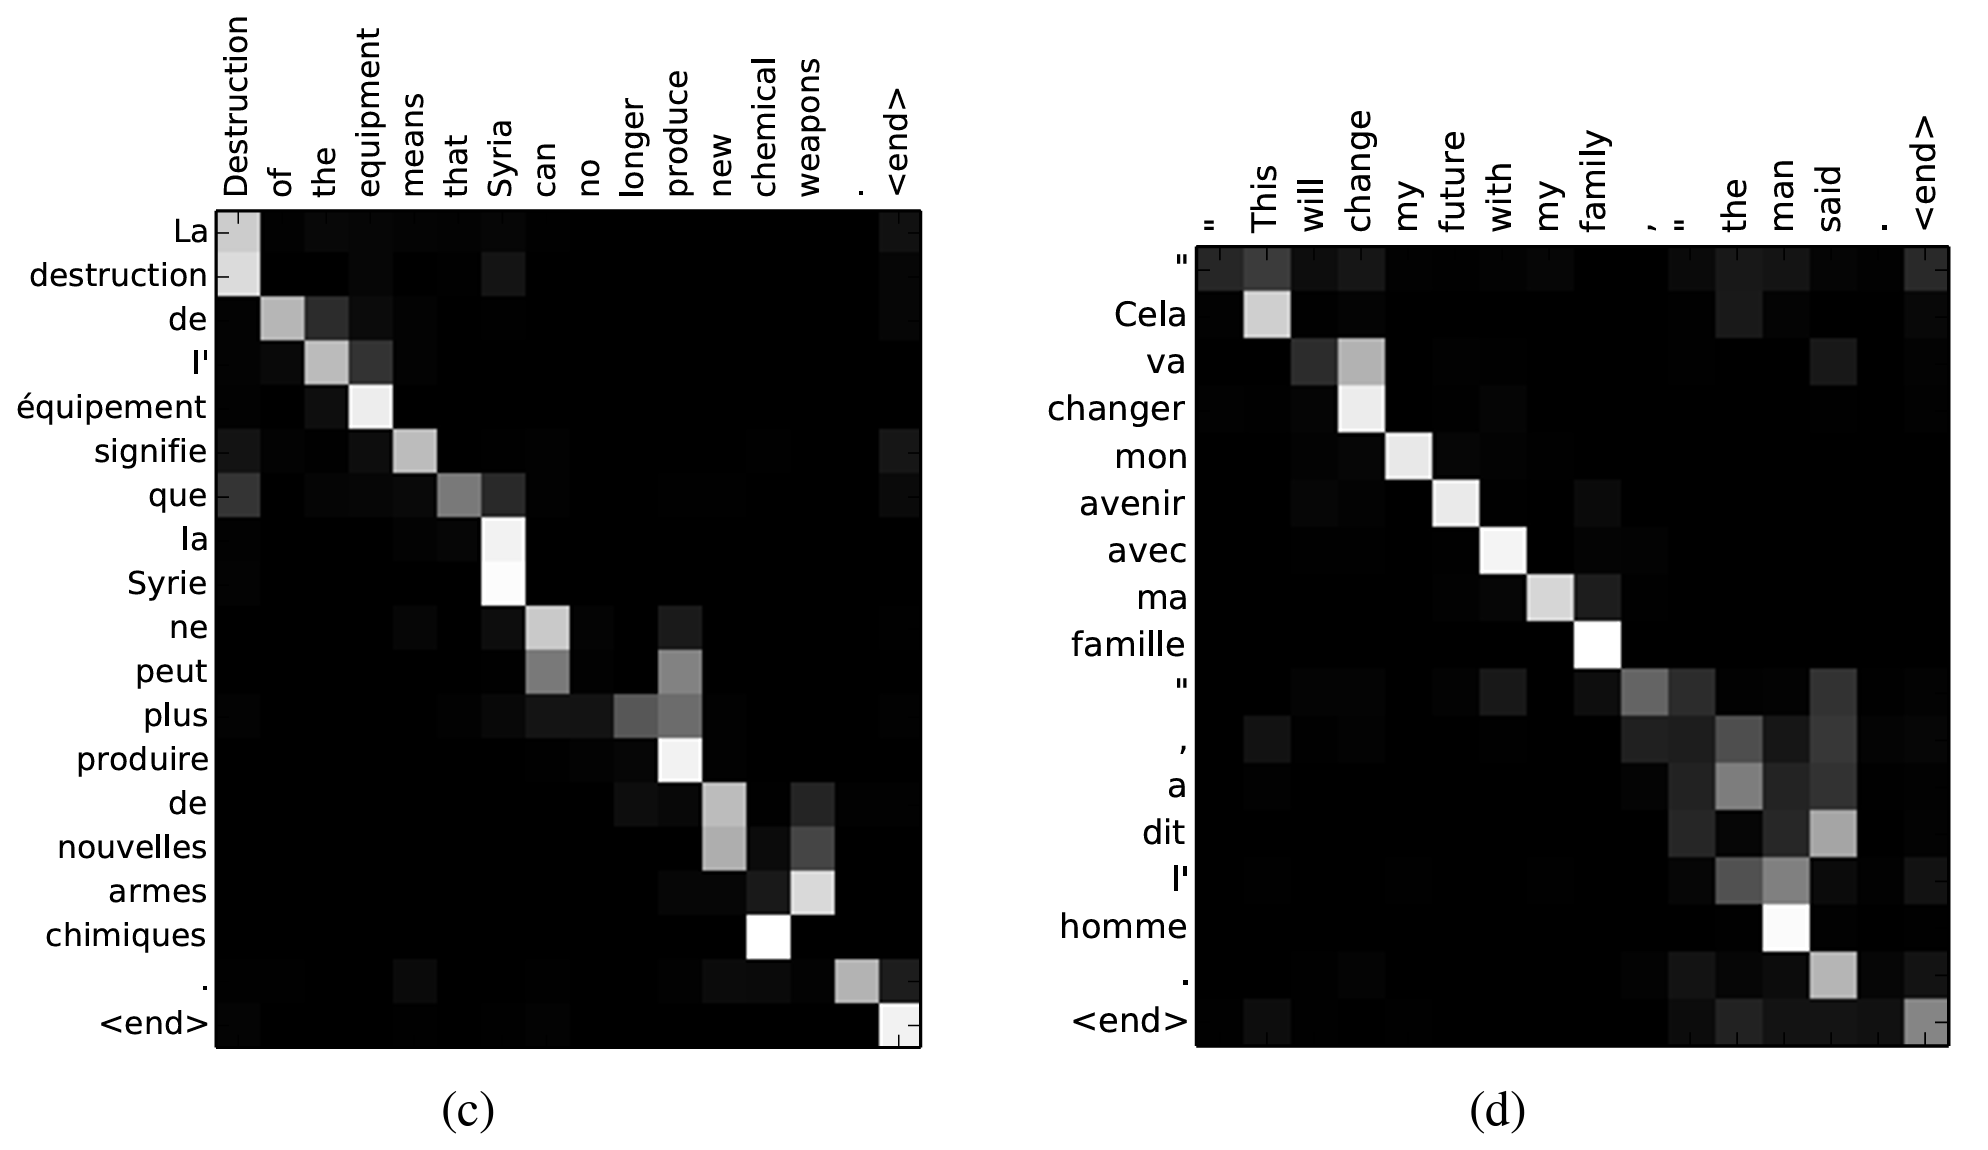 Destruction of the equipment means that Syria can no longer produce new chemical weapons . <end>
La
destruction
de
l'
équipement
signifie
que
la
Syrie
ne
peut
plus
produire
de
nouvelles
armes
chimiques
.
<end>
(c)
" This will change my future with my family , " the man said . <end>
"
Cela
va
changer
mon
avenir
avec
ma
famille
"
,
a
dit
l'
homme
.
<end>
(d)